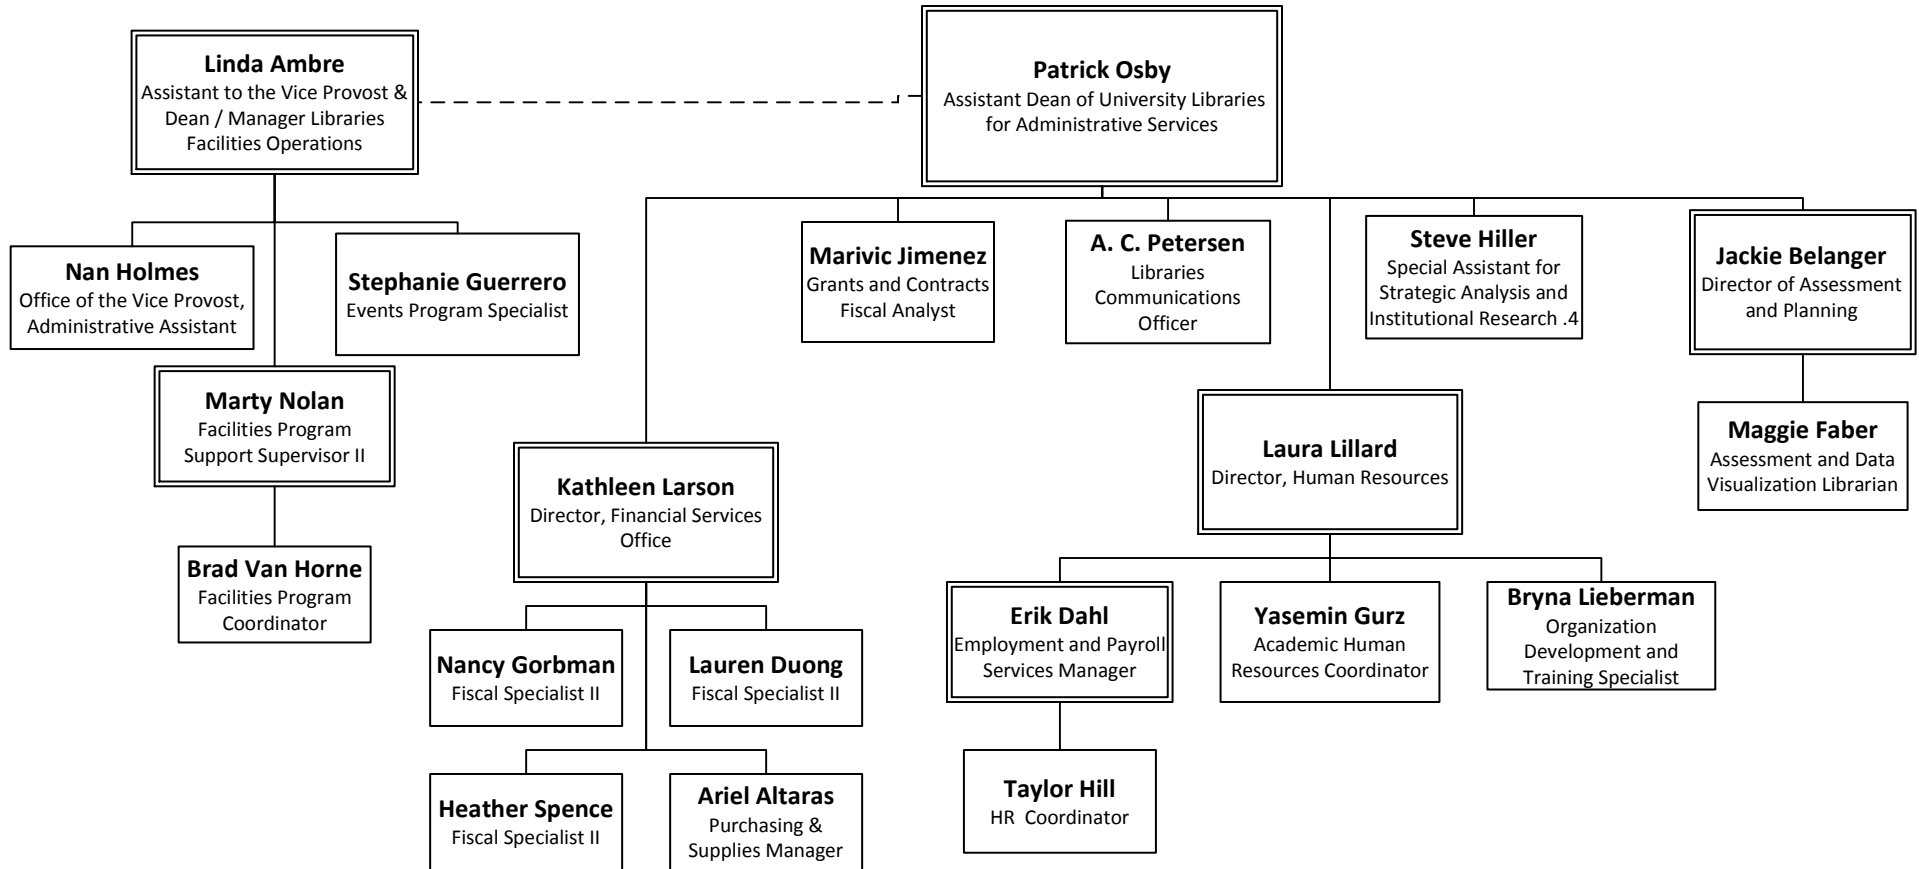 Linda Ambre
Assistant to the Vice Provost &
Dean / Manager Libraries
Facilities Operations
Patrick Osby
Assistant Dean of University Libraries
for Administrative Services
Nan Holmes
Office of the Vice Provost,
Administrative Assistant
Stephanie Guerrero
Events Program Specialist
Marivic Jimenez
Grants and Contracts
Fiscal Analyst
A. C. Petersen
Libraries
Communications
Officer
Steve Hiller
Special Assistant for
Strategic Analysis and
Institutional Research .4
Jackie Belanger
Director of Assessment
and Planning
Marty Nolan
Facilities Program
Support Supervisor II
Kathleen Larson
Director, Financial Services
Office
Laura Lillard
Director, Human Resources
Maggie Faber
Assessment and Data
Visualization Librarian
Brad Van Horne
Facilities Program
Coordinator
Nancy Gorbman
Fiscal Specialist II
Lauren Duong
Fiscal Specialist II
Erik Dahl
Employment and Payroll
Services Manager
Yasemin Gurz
Academic Human
Resources Coordinator
Bryna Lieberman
Organization
Development and
Training Specialist
Heather Spence
Fiscal Specialist II
Ariel Altaras
Purchasing &
Supplies Manager
Taylor Hill
HR  Coordinator